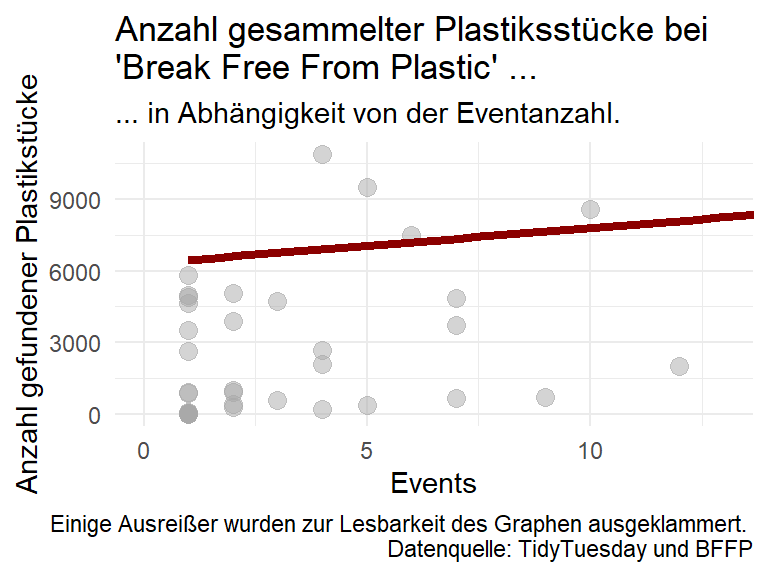 Anzahl gesammelter Plastiksstücke bei
'Break Free From Plastic' ...
... in Abhängigkeit von der Eventanzahl.
Anzahl gefundener Plastikstücke
9000
6000
3000
0
0
5
10
Events
Einige Ausreißer wurden zur Lesbarkeit des Graphen ausgeklammert.
Datenquelle: TidyTuesday und BFFP